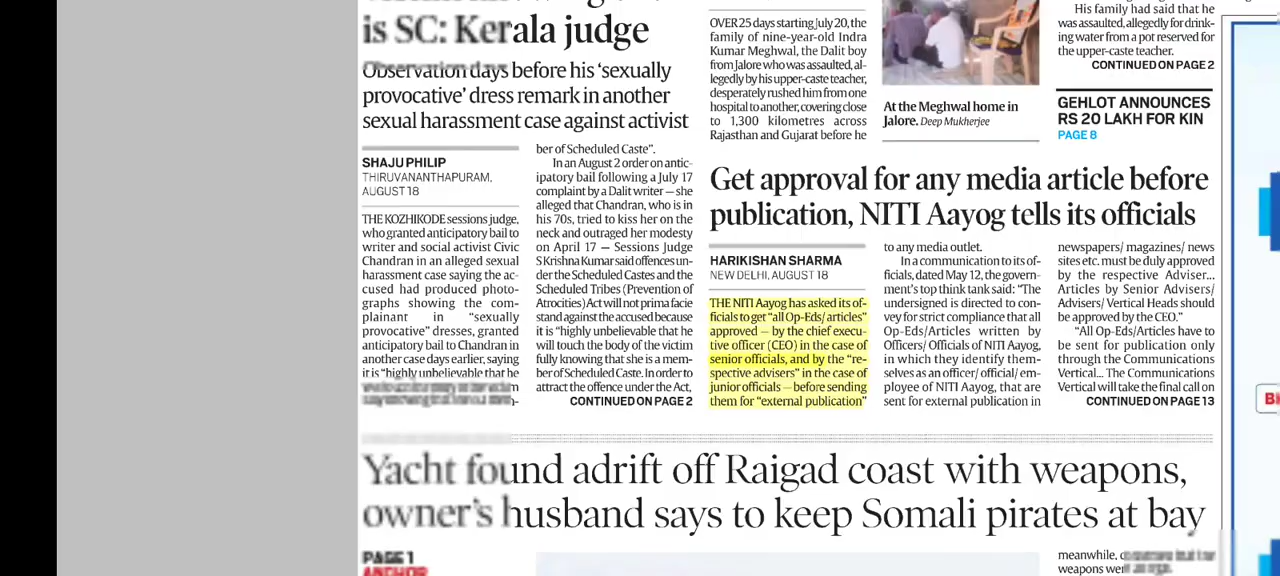 is SC: Kerala judge
Observation days before his ‘sexually
provocative’ dress remark in another
sexual harassment case against activist
SHAJU PHILIP
THIRUVANANTHAPURAM,
AUGUST 18
THE KOZHIKODE sessions judge,
who granted anticipatory bail to
writer and social activist Civic
Chandran in an alleged sexual
harassment case saying the ac-
cused had produced photo-
graphs showing the com-
plainant in “sexually
provocative” dresses, granted
anticipatory bail to Chandran in
another case days earlier, saying
it is “highly unbelievable that he
ber of Scheduled Caste”.
In an August 2 order on antic-
ipatory bail following a July 17
complaint by a Dalit writer — she
alleged that Chandran, who is in
his 70s, tried to kiss her on the
neck and outraged her modesty
on April 17 — Sessions Judge
S Krishna Kumar said offences un-
der the Scheduled Castes and the
Scheduled Tribes (Prevention of
Atrocities) Act will not prima facie
stand against the accused because
it is “highly unbelievable that he
will touch the body of the victim
fully knowing that she is a mem-
ber of Scheduled Caste. In order to
attract the offence under the Act,
CONTINUED ON PAGE 2
OVER 25 days starting July 20, the
family of nine-year-old Indra
Kumar Meghwal, the Dalit boy
from Jalore who was assaulted, al-
legedly by his upper-caste teacher,
desperately rushed him from one
hospital to another, covering close
to 1,300 kilometres across
Rajasthan and Gujarat before he
At the Meghwal home in
Jalore. Deep Mukherjee
His family had said that he
was assaulted, allegedly for drink-
ing water from a pot reserved for
the upper-caste teacher.
CONTINUED ON PAGE 2
GEHLOT ANNOUNCES
RS 20 LAKH FOR KIN
PAGE 8
Get approval for any media article before
publication, NITI Aayog tells its officials
HARIKISHAN SHARMA
NEW DELHI, AUGUST 18
THE NITI Aayog has asked its of-
ficials to get “all Op-Eds/ articles”
approved — by the chief execu-
tive officer (CEO) in the case of
senior officials, and by the “re-
spective advisers” in the case of
junior officials — before sending
them for “external publication”
to any media outlet.
In a communication to its of-
ficials, dated May 12, the govern-
ment’s top think tank said: “The
undersigned is directed to con-
vey for strict compliance that all
Op-Eds/Articles written by
Officers/ Officials of NITI Aayog,
in which they identify them-
selves as an officer/ official/ em-
ployee of NITI Aayog, that are
sent for external publication in
newspapers/ magazines/ news
sites etc. must be duly approved
by the respective Adviser...
Articles by Senior Advisers/
Advisers/ Vertical Heads should
be approved by the CEO.”
“All Op-Eds/Articles have to
be sent for publication only
through the Communications
Vertical... The Communications
Vertical will take the final call on
CONTINUED ON PAGE 13
Yacht found adrift off Raigad coast with weapons,
owner’s husband says to keep Somali pirates at bay
PAGE 1
ANCHOR
meanwhile,
weapons